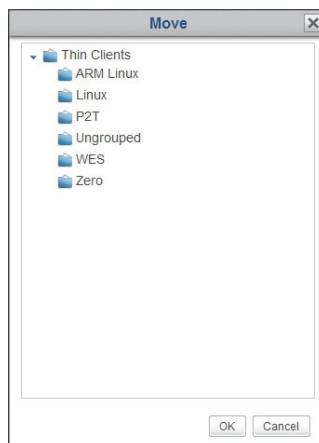 Move
Thin Clients
ARM Linux
Linux
P2T
Ungrouped
WES
Zero
OK Cancel